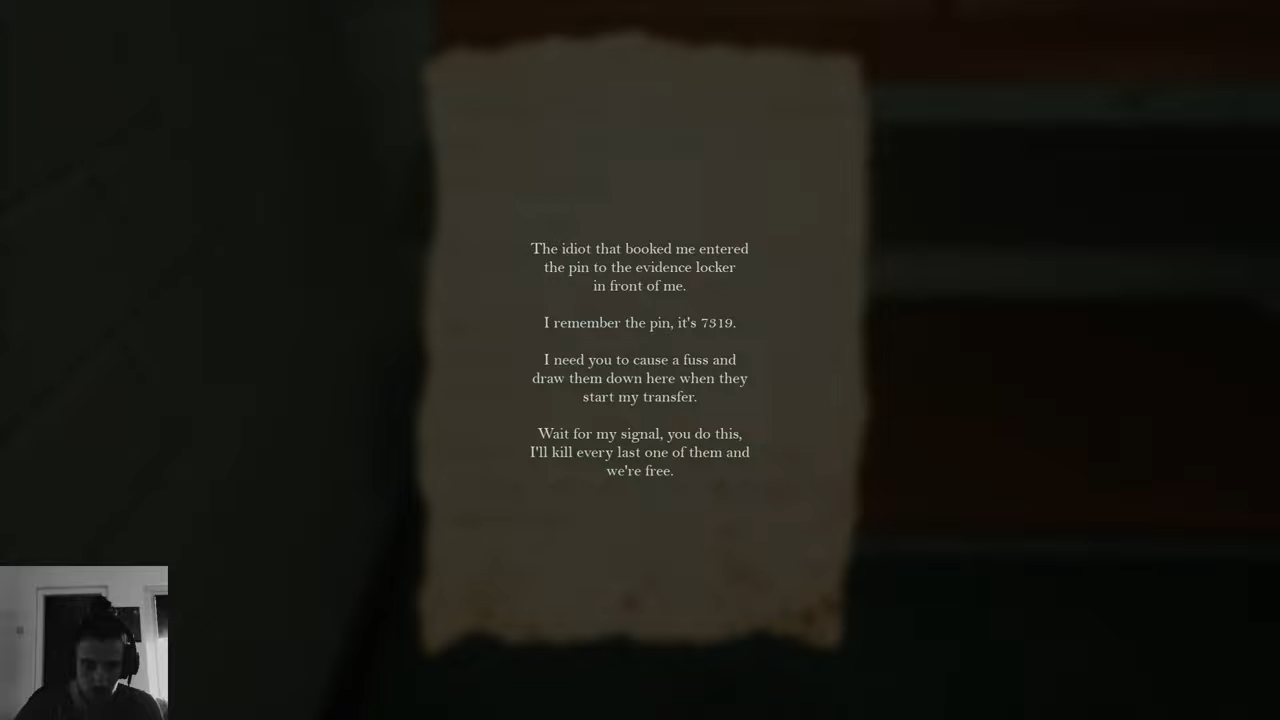 The idiot that booked me entered
the pin to the evidence locker
in front of me.
I remember the pin, it's 7319.
I need you to cause a fuss and
draw them down here when they
start my transfer.
Wait for my signal, you do this,
I'll kill every last one of them and
we're free.